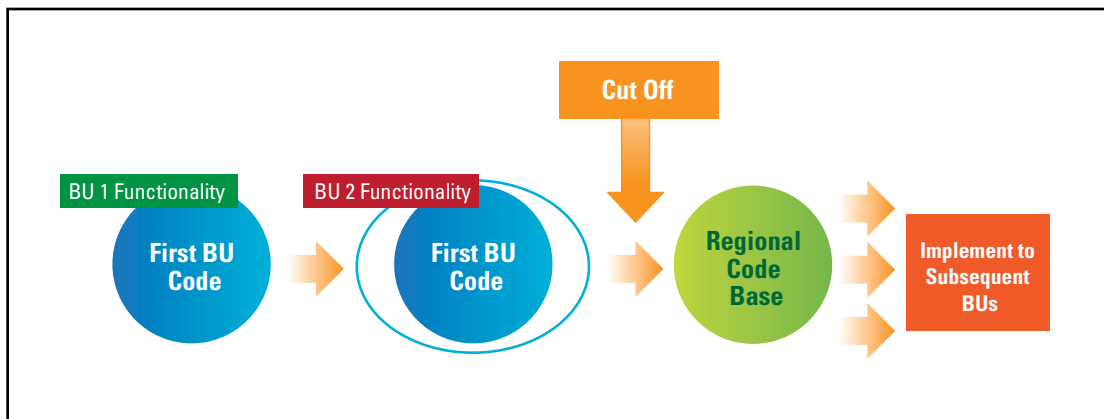 Cut Off
BU 1 Functionality
First BU
Code
BU 2 Functionality
First BU
Code
Regional
Code
Base
Implement to
Subsequent
BUs